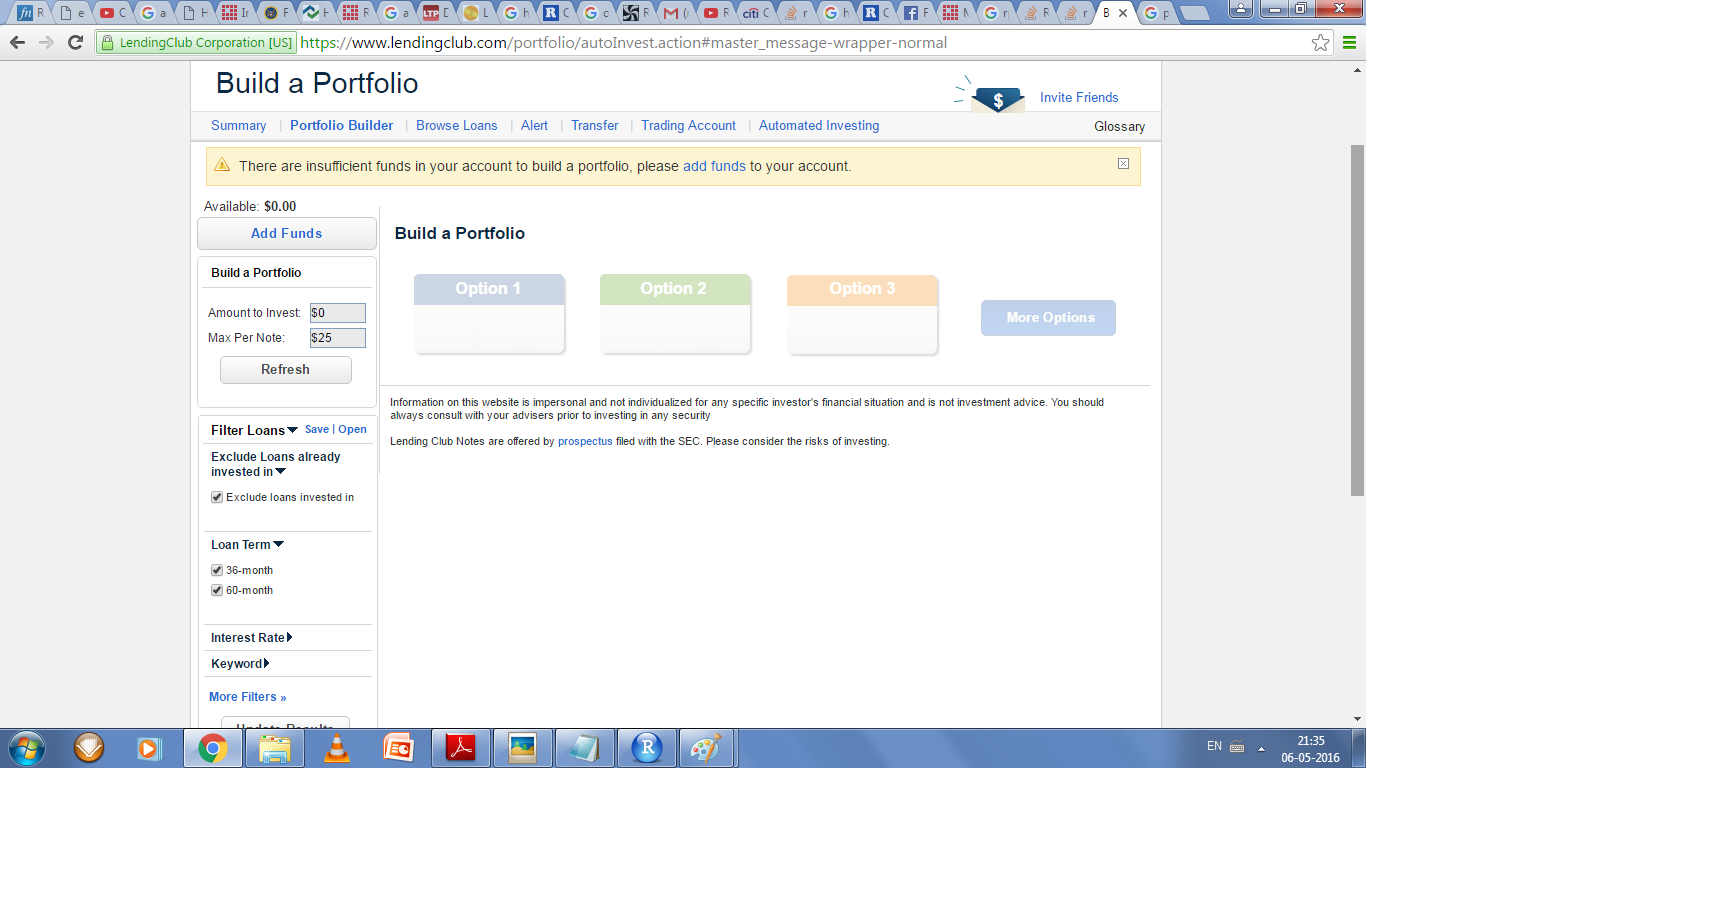 R e C G a H In F H R G a LTP D L G h R C G c R M (i R citi C r G h R C f F M G r R r B G p
LendingClub Corporation [US] https://www.lendingclub.com/portfolio/autoInvest.action#master_message-wrapper-normal
Build a Portfolio
$ Invite Friends
Summary | Portfolio Builder | Browse Loans | Alert | Transfer | Trading Account | Automated Investing Glossary
There are insufficient funds in your account to build a portfolio, please add funds to your account.
Available: $0.00
Add Funds
Build a Portfolio
Amount to Invest: $0
Max Per Note: $25
Refresh
Filter Loans Save | Open
Exclude Loans already
invested in
Exclude loans invested in
Loan Term
36-month
60-month
Interest Rate
Keyword
More Filters »
Update Results
Build a Portfolio
Option 1 Option 2 Option 3 More Options
Information on this website is impersonal and not individualized for any specific investor's financial situation and is not investment advice. You should
always consult with your advisers prior to investing in any security
Lending Club Notes are offered by prospectus filed with the SEC. Please consider the risks of investing.
EN 21:35
06-05-2016